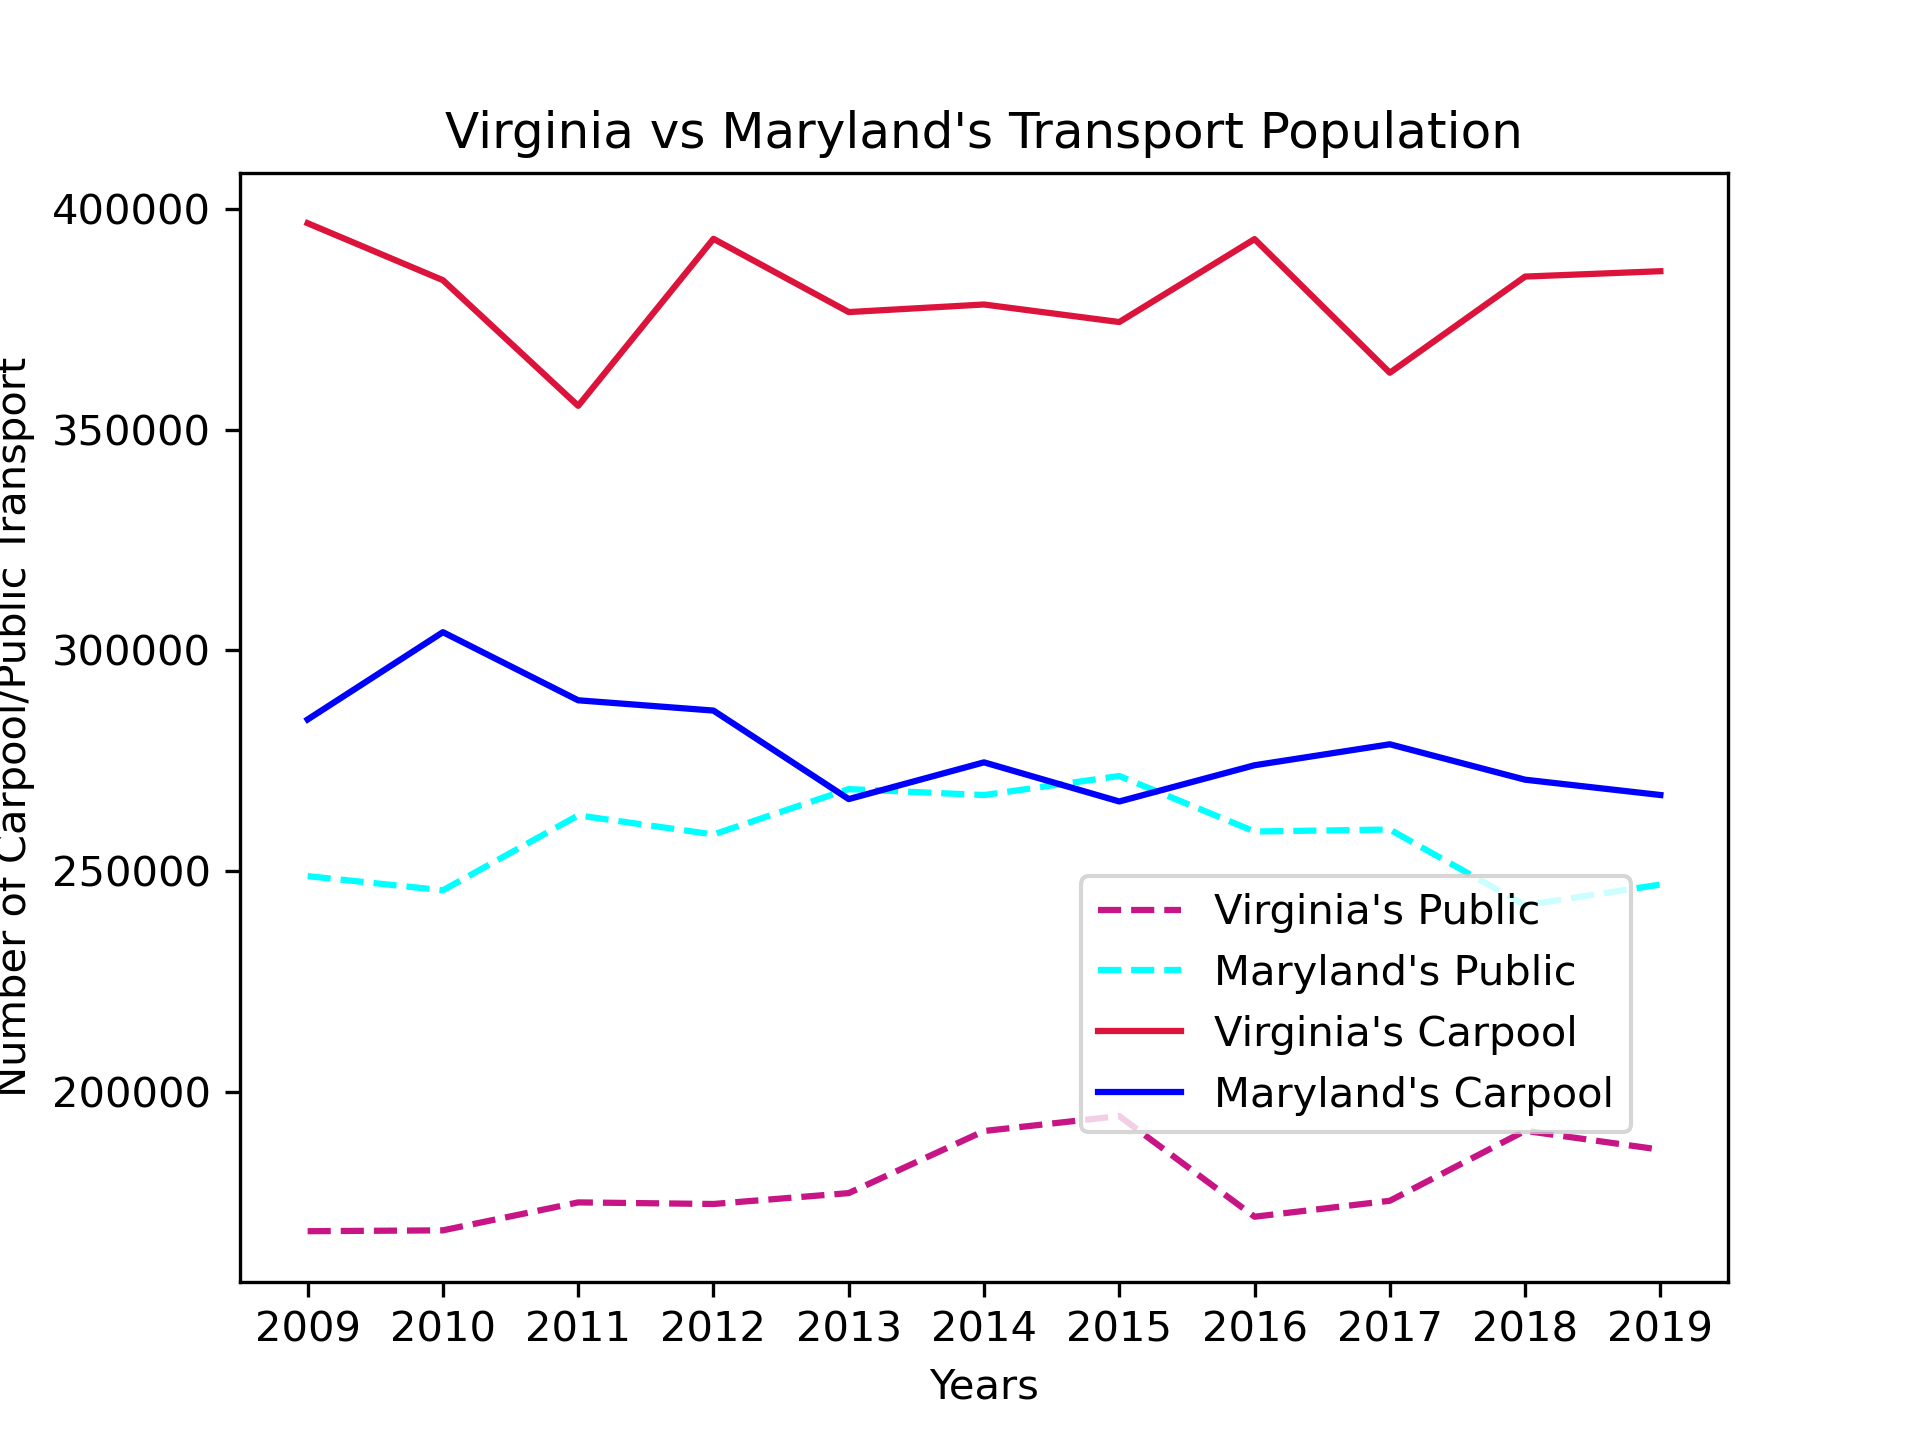 Virginia vs Maryland's Transport Population
400000
350000
300000
250000
200000
Number of Carpool/Public Transport
Virginia's Public
Maryland's Public
Virginia's Carpool
Maryland's Carpool
2009 2010 2011 2012 2013 2014 2015 2016 2017 2018 2019
Years